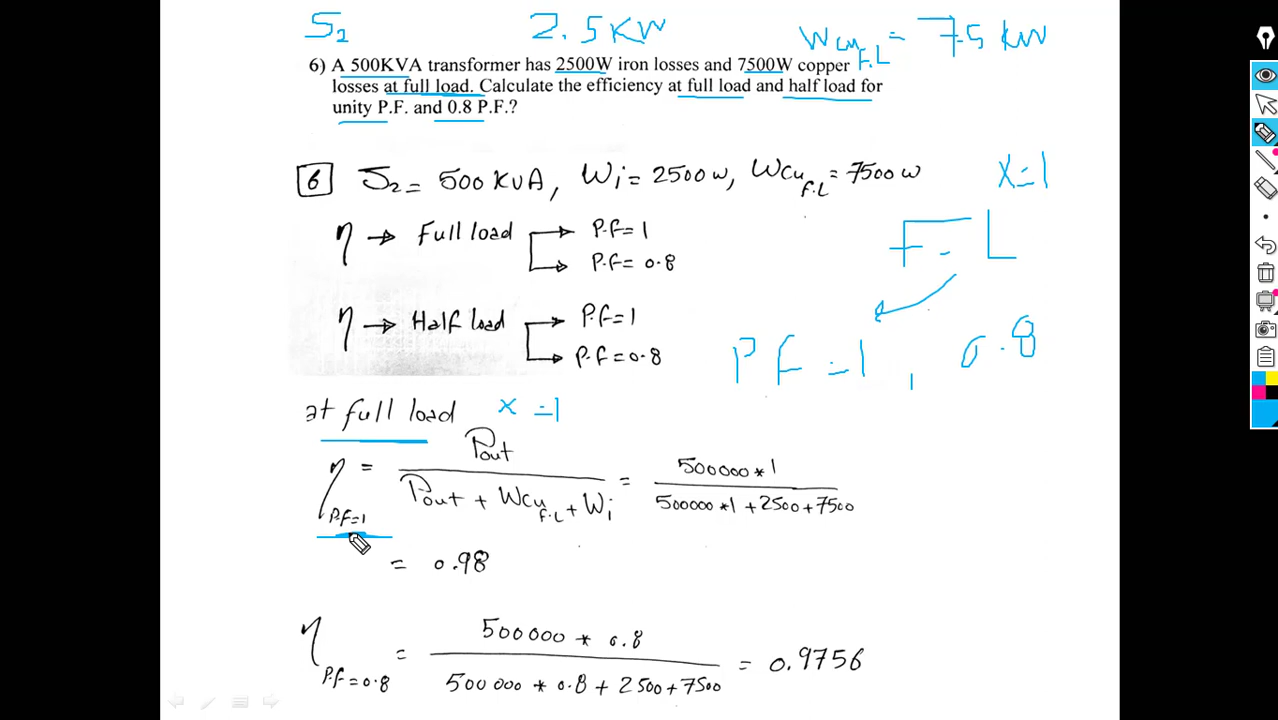 S2 2.5 KW Wcu F.L = 7.5 kW
6) A 500KVA transformer has 2500W iron losses and 7500W copper
losses at full load. Calculate the efficiency at full load and half load for
unity P.F. and 0.8 P.F.?
6 S2 = 500 KVA, Wi = 2500 w, Wcu F.L = 7500 w x=1
η → Full load → P.F = 1
→ P.F = 0.8
F.L
η → Half load → P.F = 1
→ P.F = 0.8
PF = 1, 0.8
at full load x = 1
η P.F=1 = Pout / Pout + Wcu F.L + Wi = 500000 * 1 / 500000 * 1 + 2500 + 7500
= 0.98
η P.F = 0.8 = 500000 * 0.8 / 500000 * 0.8 + 2500 + 7500 = 0.9756